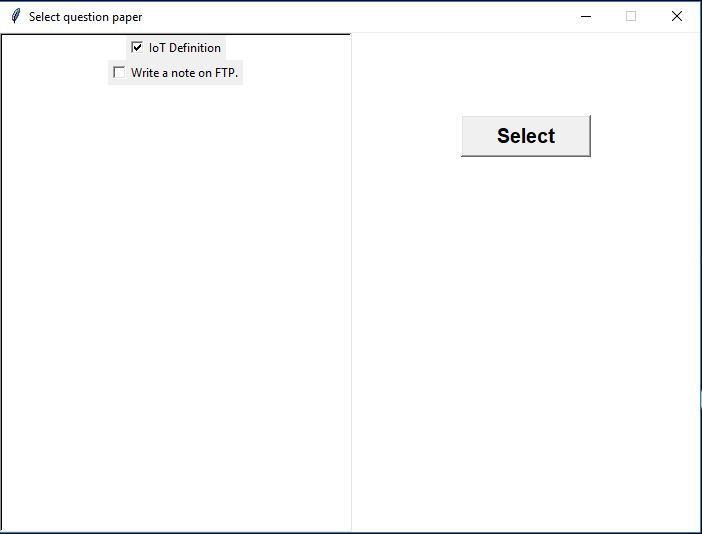 Select question paper
IoT Definition
Write a note on FTP.
Select